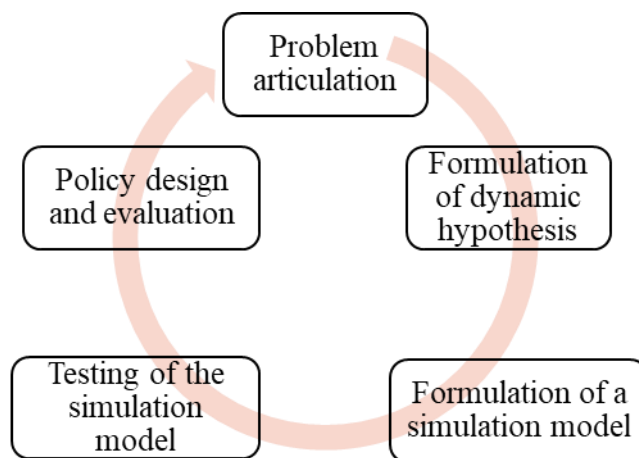 Problem
articulation
Formulation
of dynamic
hypothesis
Formulation of a
simulation model
Testing of the
simulation
model
Policy design
and evaluation